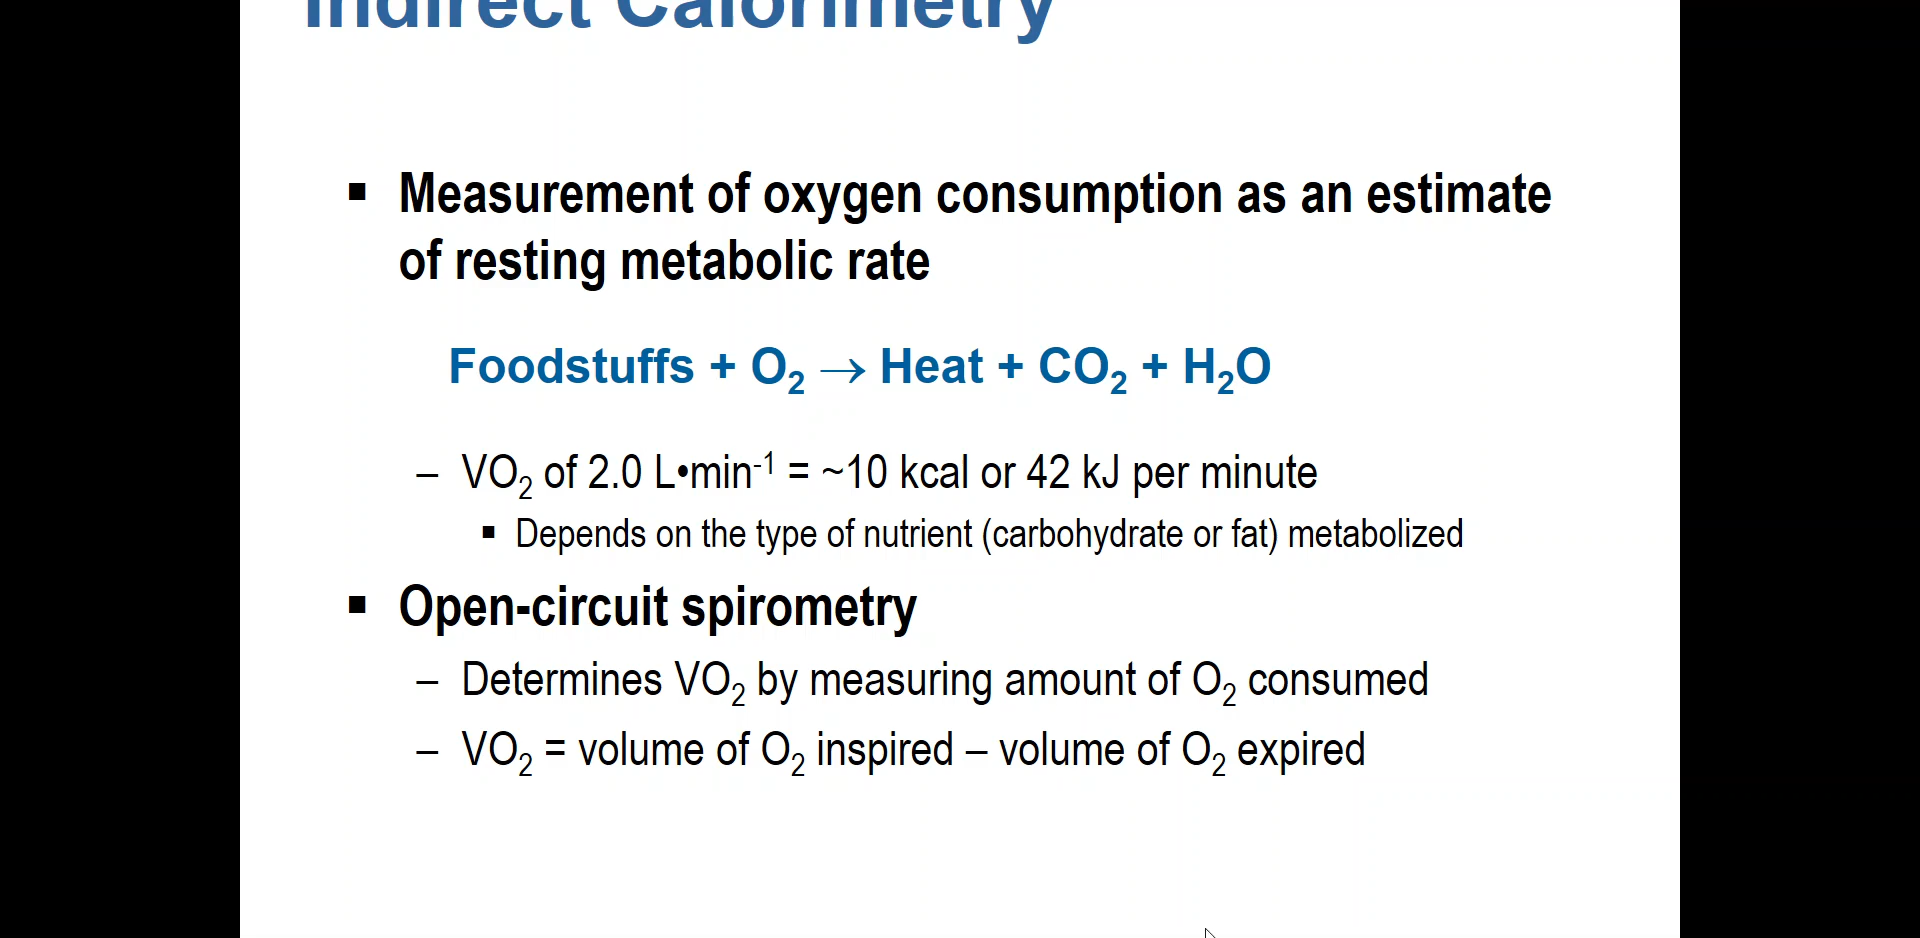 Indirect Calorimetry
▪ Measurement of oxygen consumption as an estimate
of resting metabolic rate
Foodstuffs + O₂ → Heat + CO₂ + H₂O
– VO₂ of 2.0 L•min⁻¹ = ~10 kcal or 42 kJ per minute
▪ Depends on the type of nutrient (carbohydrate or fat) metabolized
▪ Open-circuit spirometry
– Determines VO₂ by measuring amount of O₂ consumed
– VO₂ = volume of O₂ inspired – volume of O₂ expired